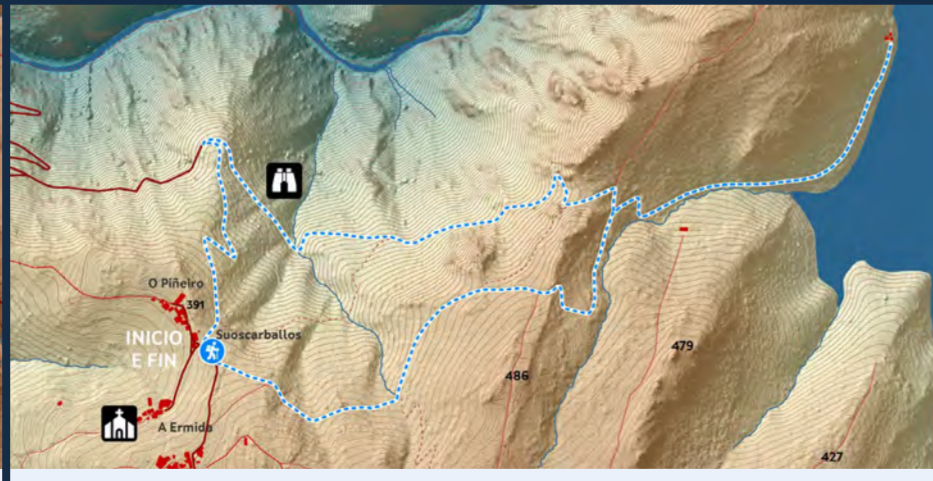 O Piñeiro
391
INICIO
E FIN
Suoscarballos
479
486
A Ermida
427